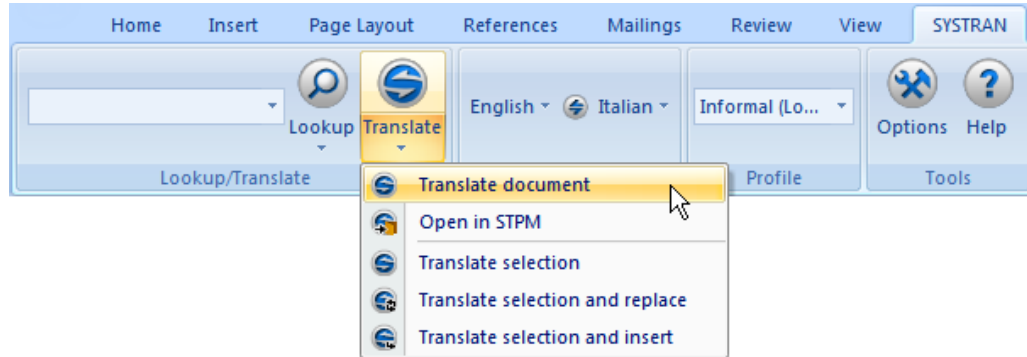 Home Insert Page Layout References Mailings Review View SYSTRAN
Lookup Translate English Italian Informal (Lo... Options Help
Lookup/Translate Profile Tools
Translate document
Open in STPM
Translate selection
Translate selection and replace
Translate selection and insert